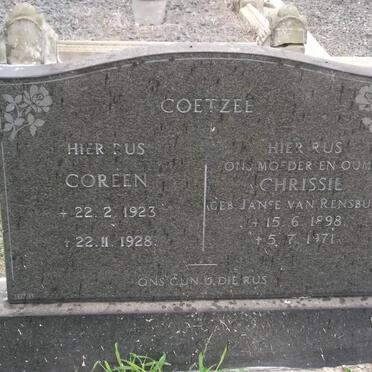 COETZEE
HIER RUS
COREEN
* 22. 2. 1923
+ 22. 11. 1928.
HIER RUS
ONS MOEDER EN OUM
CHRISSIE
(GEB. JANSE VAN RENSBU
* 15. 6. 1898.
+ 5. 7. 1971.
ONS GUN U DIE RUS